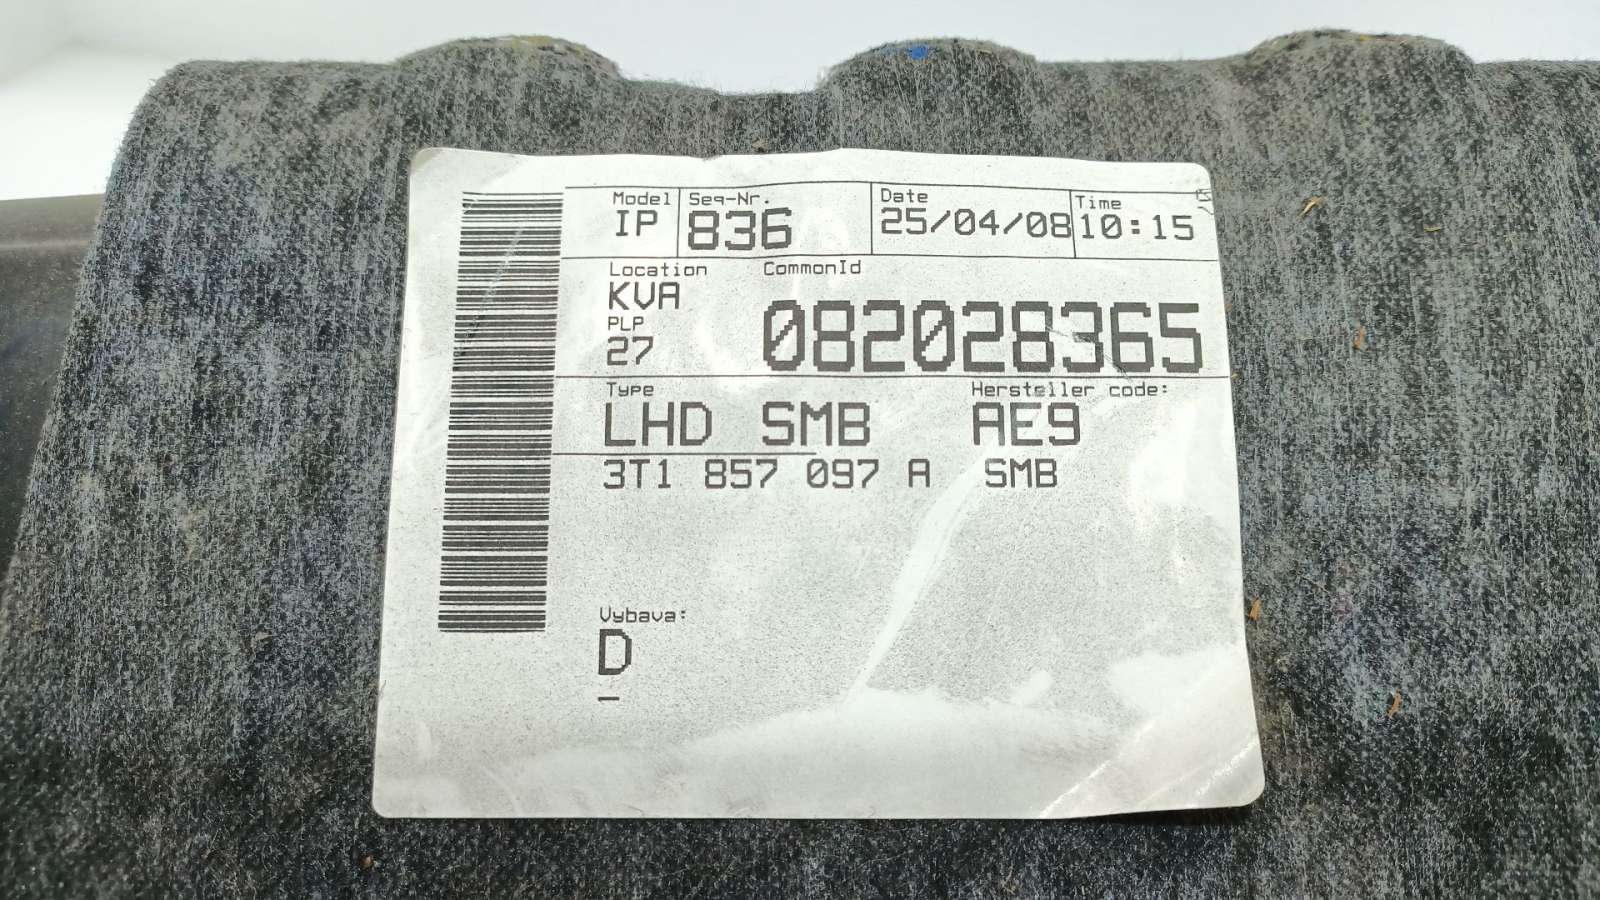 Model Seq-Nr. Date Time
IP 836 25/04/08 10:15
Location CommonId
KVA
PLP 082028365
27
Type Hersteller code:
LHD SMB AE9
3T1 857 097 A SMB
Vybava:
D
_